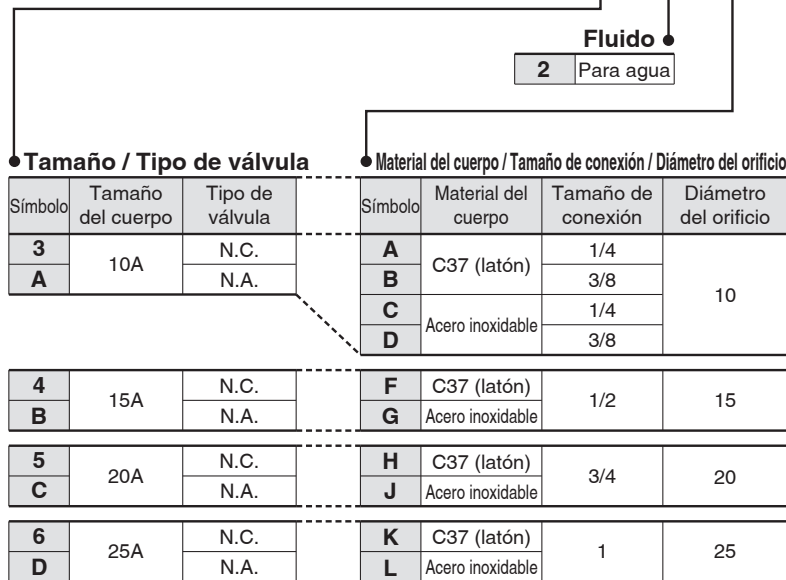 Fluido
2 Para agua
Tamaño / Tipo de válvula
Símbolo Tamaño del cuerpo Tipo de válvula
3 10A N.C.
A N.A.
4 15A N.C.
B N.A.
5 20A N.C.
C N.A.
6 25A N.C.
D N.A.
Material del cuerpo / Tamaño de conexión / Diámetro del orificio
Símbolo Material del cuerpo Tamaño de conexión Diámetro del orificio
A C37 (latón) 1/4 10
B 3/8
C Acero inoxidable 1/4
D 3/8
F C37 (latón) 1/2 15
G Acero inoxidable
H C37 (latón) 3/4 20
J Acero inoxidable
K C37 (latón) 1 25
L Acero inoxidable